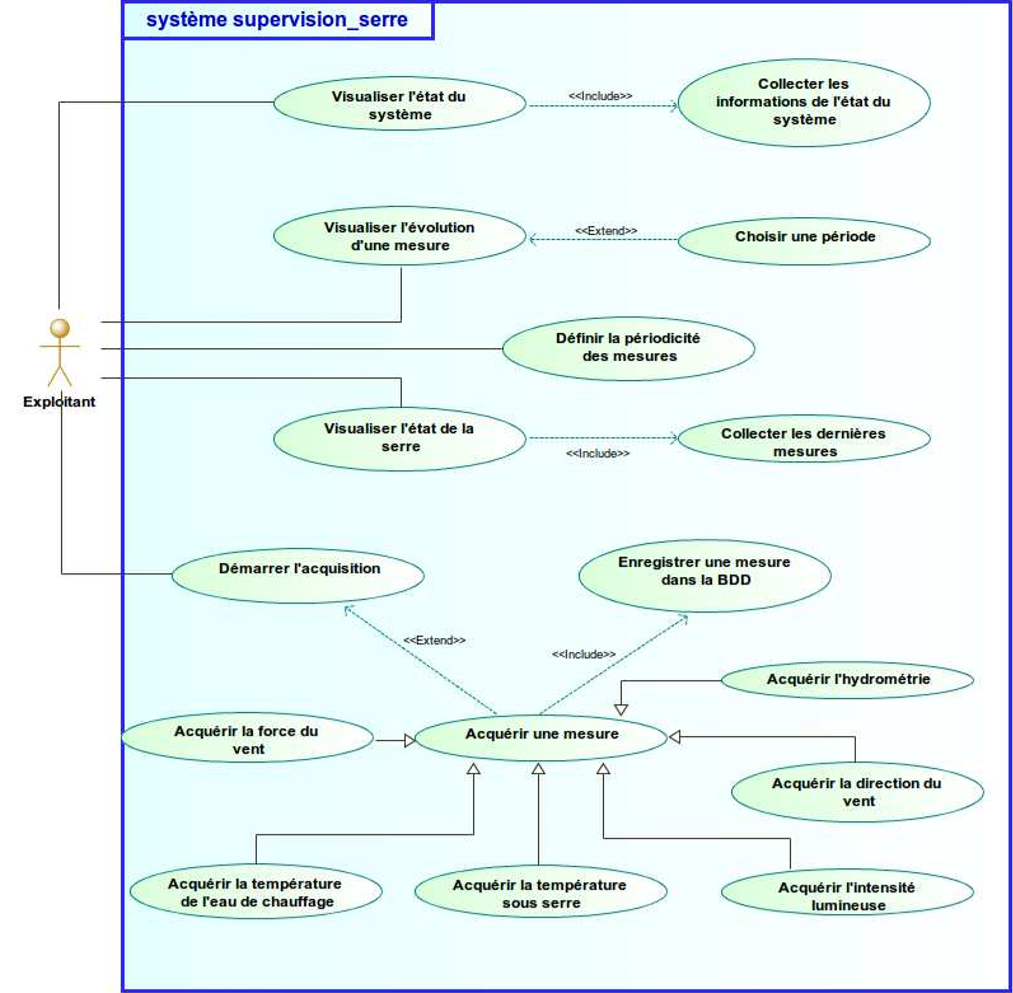 système supervision_serre
Visualiser l'état du
système
<<Include>>
Collecter les
informations de l'état du
système
Visualiser l'évolution
d'une mesure
<<Extend>>
Choisir une période
Définir la périodicité
des mesures
Exploitant
Visualiser l'état de la
serre
<<Include>>
Collecter les dernières
mesures
Démarrer l'acquisition
Enregistrer une mesure
dans la BDD
<<Extend>>
<<Include>>
Acquérir l'hydrométrie
Acquérir la force du
vent
Acquérir une mesure
Acquérir la direction du
vent
Acquérir la température
de l'eau de chauffage
Acquérir la température
sous serre
Acquérir l'intensité
lumineuse